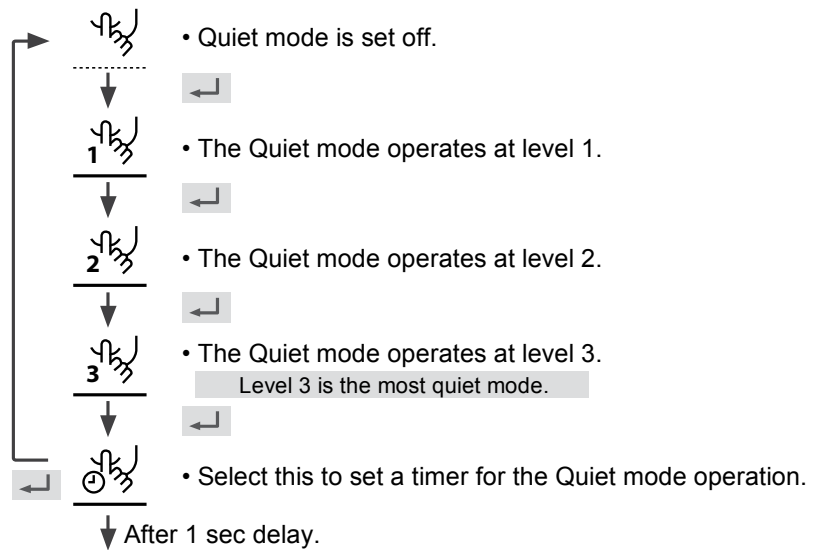 • Quiet mode is set off.
1 • The Quiet mode operates at level 1.
2 • The Quiet mode operates at level 2.
3 • The Quiet mode operates at level 3.
Level 3 is the most quiet mode.
• Select this to set a timer for the Quiet mode operation.
After 1 sec delay.